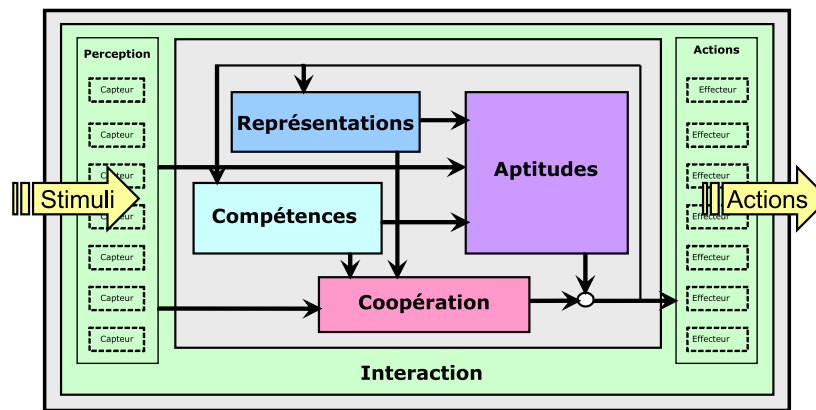 Perception
Capteur
Capteur
Capteur
Capteur
Capteur
Capteur
Capteur
Stimuli
Représentations
Compétences
Aptitudes
Coopération
Interaction
Actions
Effecteur
Effecteur
Effecteur
Effecteur
Effecteur
Effecteur
Effecteur
Actions